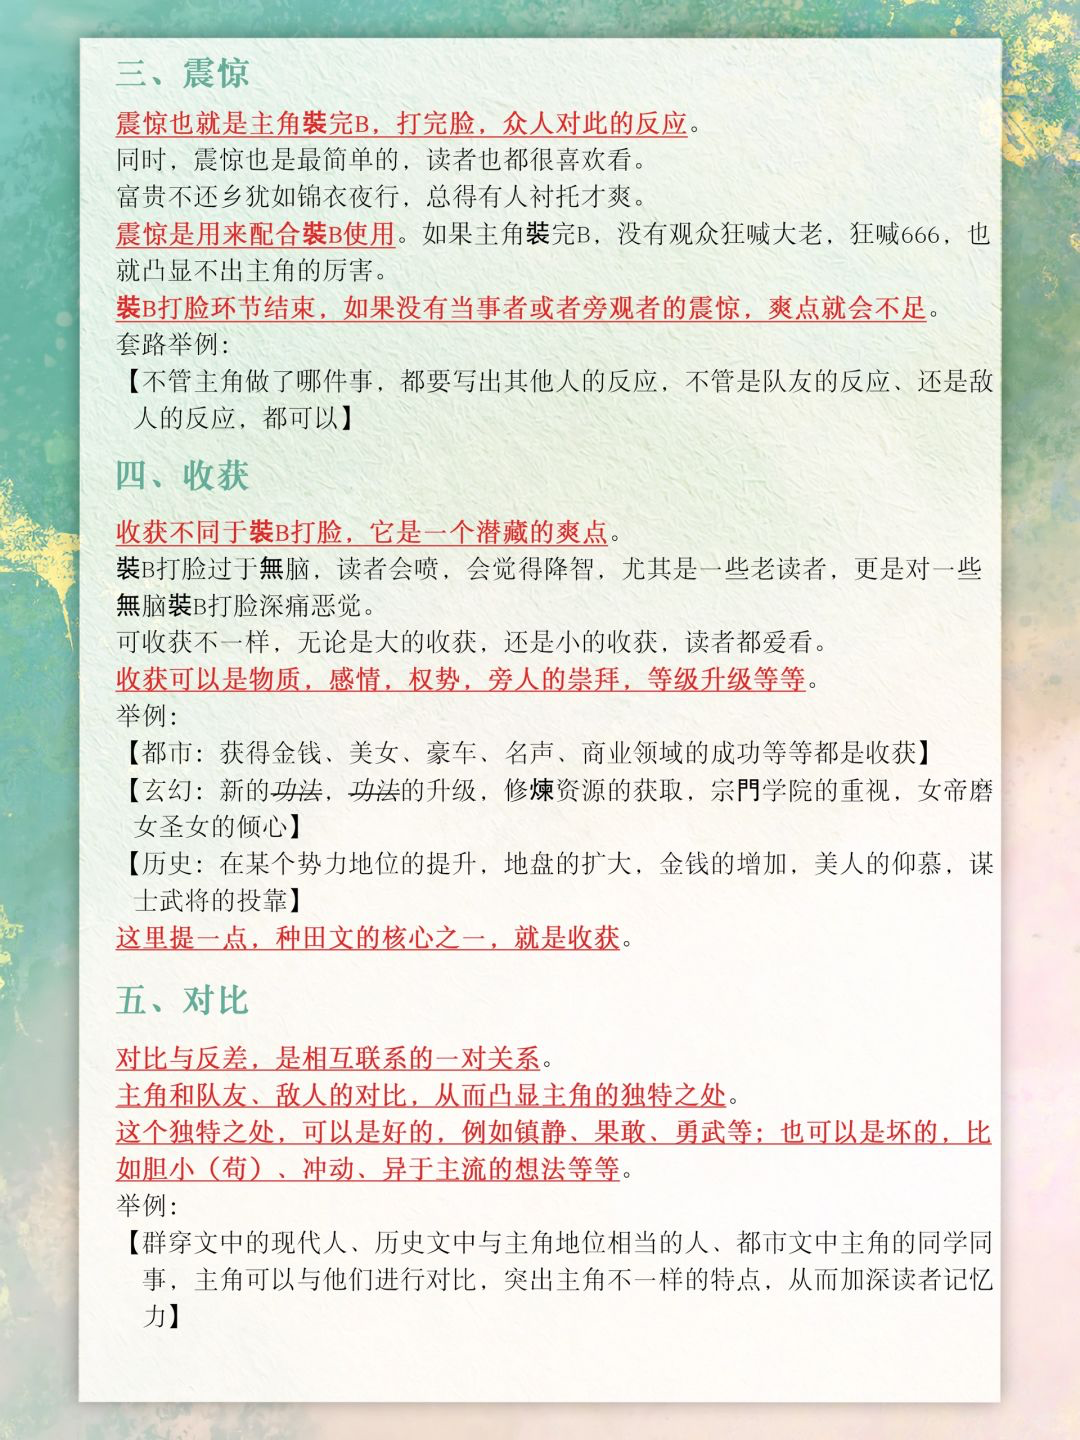 三、震惊
震惊也就是主角裝完B，打完脸，众人对此的反应。
同时，震惊也是最简单的，读者也都很喜欢看。
富贵不还乡犹如锦衣夜行，总得有人衬托才爽。
震惊是用来配合裝B使用。如果主角裝完B，没有观众狂喊大老，狂喊666，也
就凸显不出主角的厉害。
裝B打脸环节结束，如果没有当事者或者旁观者的震惊，爽点就会不足。
套路举例：
【不管主角做了哪件事，都要写出其他人的反应，不管是队友的反应、还是敌
人的反应，都可以】
四、收获
收获不同于裝B打脸，它是一个潜藏的爽点。
裝B打脸过于無脑，读者会喷，会觉得降智，尤其是一些老读者，更是对一些
無脑裝B打脸深痛恶觉。
可收获不一样，无论是大的收获，还是小的收获，读者都爱看。
收获可以是物质，感情，权势，旁人的崇拜，等级升级等等。
举例：
【都市：获得金钱、美女、豪车、名声、商业领域的成功等等都是收获】
【玄幻：新的功法，功法的升级，修煉资源的获取，宗門学院的重视，女帝磨
女圣女的倾心】
【历史：在某个势力地位的提升，地盘的扩大，金钱的增加，美人的仰慕，谋
士武将的投靠】
这里提一点，种田文的核心之一，就是收获。
五、对比
对比与反差，是相互联系的一对关系。
主角和队友、敌人的对比，从而凸显主角的独特之处。
这个独特之处，可以是好的，例如镇静、果敢、勇武等；也可以是坏的，比
如胆小（苟）、冲动、异于主流的想法等等。
举例：
【群穿文中的现代人、历史文中与主角地位相当的人、都市文中主角的同学同
事，主角可以与他们进行对比，突出主角不一样的特点，从而加深读者记忆
力】